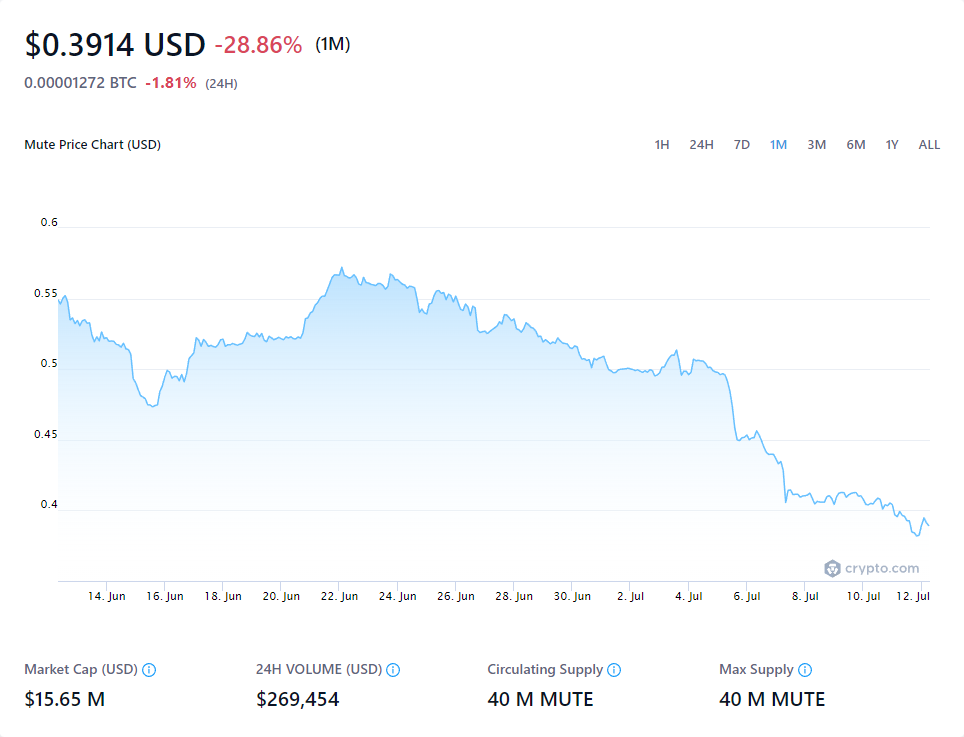 $0.3914 USD -28.86% (1M)
0.00001272 BTC -1.81% (24H)
Mute Price Chart (USD) 1H 24H 7D 1M 3M 6M 1Y ALL
0.6
0.55
0.5
0.45
0.4
crypto.com
14. Jun 16. Jun 18. Jun 20. Jun 22. Jun 24. Jun 26. Jun 28. Jun 30. Jun 2. Jul 4. Jul 6. Jul 8. Jul 10. Jul 12. Jul
Market Cap (USD) 24H VOLUME (USD) Circulating Supply Max Supply
$15.65 M $269,454 40 M MUTE 40 M MUTE